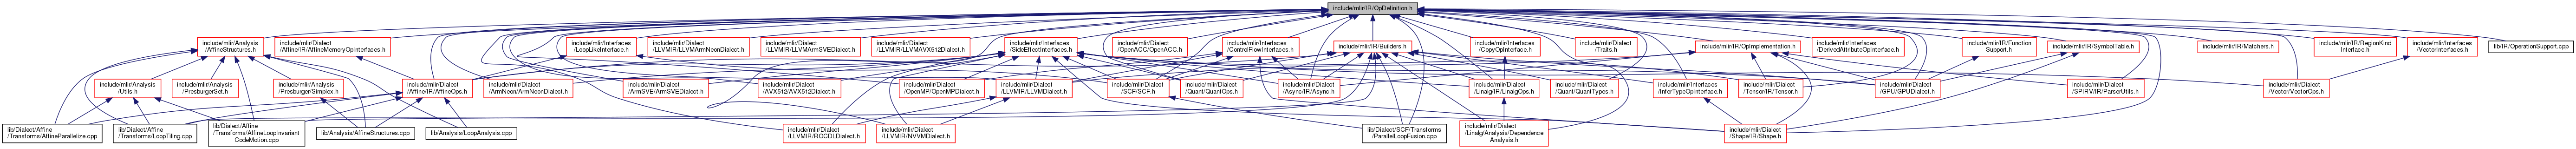 include/mlir/IR/OpDefinition.h
include/mlir/Analysis
/AffineStructures.h
include/mlir/Dialect
/Affine/IR/AffineMemoryOpInterfaces.h
include/mlir/Interfaces
/LoopLikeInterface.h
include/mlir/Dialect
/LLVMIR/LLVMArmNeonDialect.h
include/mlir/Dialect
/LLVMIR/LLVMArmSVEDialect.h
include/mlir/Dialect
/LLVMIR/LLVMAVX512Dialect.h
include/mlir/Interfaces
/SideEffectInterfaces.h
include/mlir/Dialect
/OpenACC/OpenACC.h
include/mlir/Interfaces
/ControlFlowInterfaces.h
include/mlir/IR/Builders.h
include/mlir/Interfaces
/CopyOpInterface.h
include/mlir/Dialect
/Traits.h
include/mlir/IR/OpImplementation.h
include/mlir/Interfaces
/DerivedAttributeOpInterface.h
include/mlir/IR/Function
Support.h
include/mlir/IR/SymbolTable.h
include/mlir/IR/Matchers.h
include/mlir/IR/RegionKind
Interface.h
include/mlir/Interfaces
/VectorInterfaces.h
lib/IR/OperationSupport.cpp
include/mlir/Analysis
/Utils.h
include/mlir/Analysis
/PresburgerSet.h
include/mlir/Analysis
/Presburger/Simplex.h
include/mlir/Dialect
/Affine/IR/AffineOps.h
include/mlir/Dialect
/ArmNeon/ArmNeonDialect.h
include/mlir/Dialect
/ArmSVE/ArmSVEDialect.h
include/mlir/Dialect
/AVX512/AVX512Dialect.h
include/mlir/Dialect
/OpenMP/OpenMPDialect.h
include/mlir/Dialect
/LLVMIR/LLVMDialect.h
include/mlir/Dialect
/SCF/SCF.h
include/mlir/Dialect
/Quant/QuantOps.h
include/mlir/Dialect
/Async/IR/Async.h
include/mlir/Dialect
/Linalg/IR/LinalgOps.h
include/mlir/Dialect
/Quant/QuantTypes.h
include/mlir/Interfaces
/InferTypeOpInterface.h
include/mlir/Dialect
/Tensor/IR/Tensor.h
include/mlir/Dialect
/GPU/GPUDialect.h
include/mlir/Dialect
/SPIRV/IR/ParserUtils.h
include/mlir/Dialect
/Vector/VectorOps.h
lib/Dialect/Affine
/Transforms/AffineParallelize.cpp
lib/Dialect/Affine
/Transforms/LoopTiling.cpp
lib/Dialect/Affine
/Transforms/AffineLoopInvariant
CodeMotion.cpp
lib/Analysis/AffineStructures.cpp
lib/Analysis/LoopAnalysis.cpp
include/mlir/Dialect
/LLVMIR/ROCDLDialect.h
include/mlir/Dialect
/LLVMIR/NVVMDialect.h
lib/Dialect/SCF/Transforms
/ParallelLoopFusion.cpp
include/mlir/Dialect
/Linalg/Analysis/Dependence
Analysis.h
include/mlir/Dialect
/Shape/IR/Shape.h